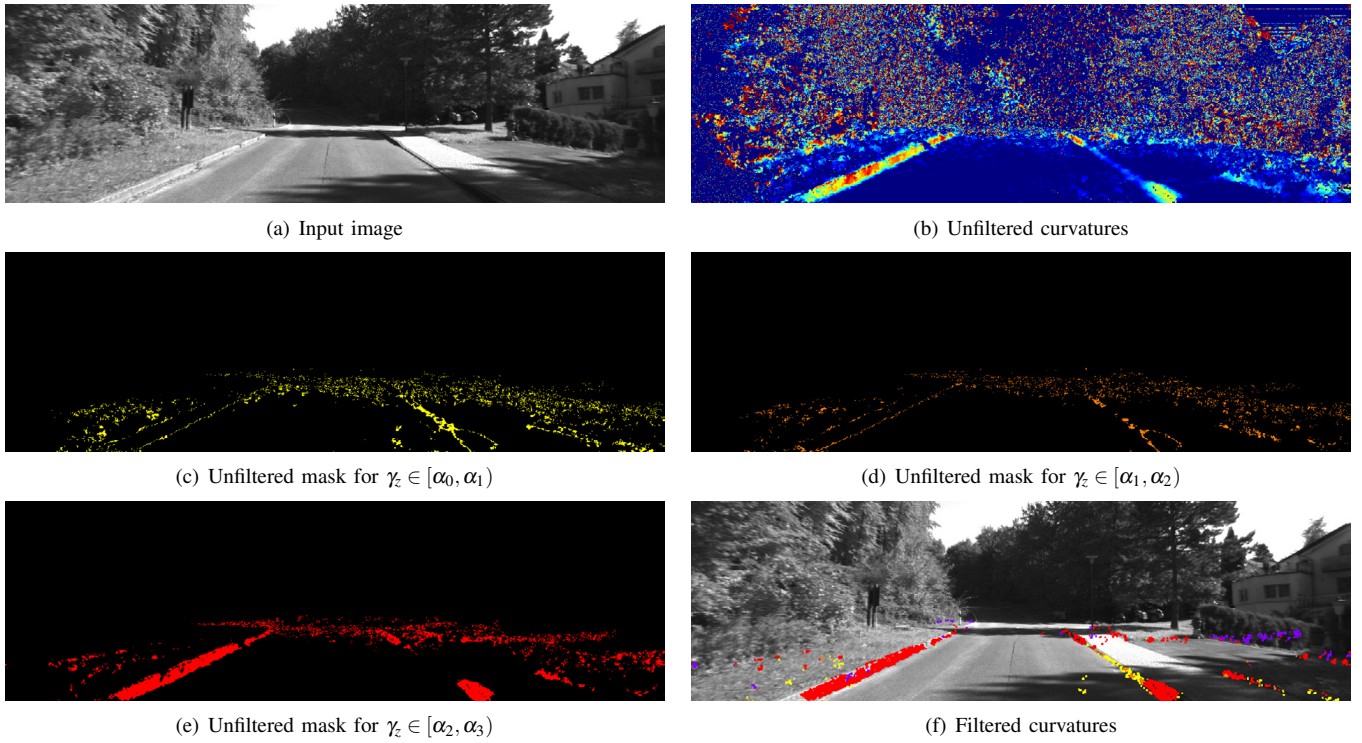 (a) Input image
(b) Unfiltered curvatures
(c) Unfiltered mask for γz ∈ [α0, α1)
(d) Unfiltered mask for γz ∈ [α1, α2)
(e) Unfiltered mask for γz ∈ [α2, α3)
(f) Filtered curvatures